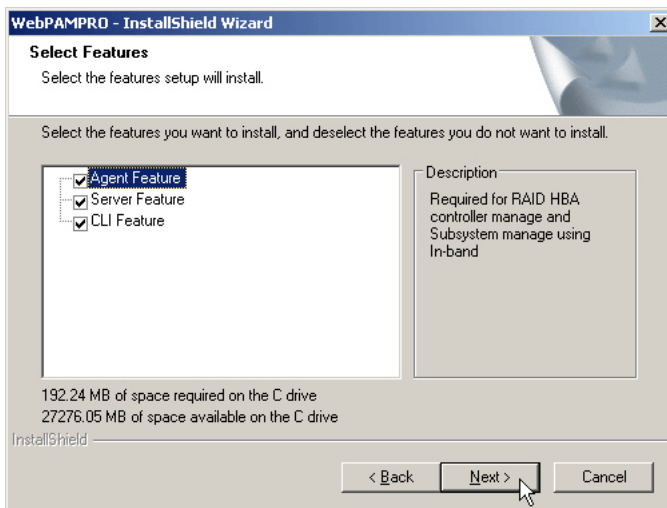 WebPAMPRO - InstallShield Wizard
Select Features
Select the features setup will install.
Select the features you want to install, and deselect the features you do not want to install.
Agent Feature
Server Feature
CLI Feature
Description
Required for RAID HBA
controller manage and
Subsystem manage using
In-band
192.24 MB of space required on the C drive
27276.05 MB of space available on the C drive
InstallShield
< Back
Next >
Cancel